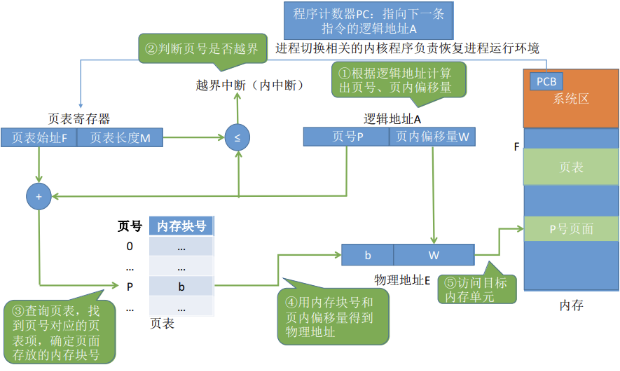 程序计数器PC：指向下一条
指令的逻辑地址A
进程切换相关的内核程序负责恢复进程运行环境
②判断页号是否越界
越界中断（内中断）
①根据逻辑地址计算
出页号、页内偏移量
PCB
系统区
页表寄存器
逻辑地址A
页表始址F
页表长度M
≤
页号P
页内偏移量W
F
页表
+
P号页面
页号
内存块号
0
...
...
...
P
b
...
...
页表
b
W
物理地址E
③查询页表，找
到页号对应的页
表项，确定页面
存放的内存块号
④用内存块号和
页内偏移量得到
物理地址
⑤访问目标
内存单元
内存